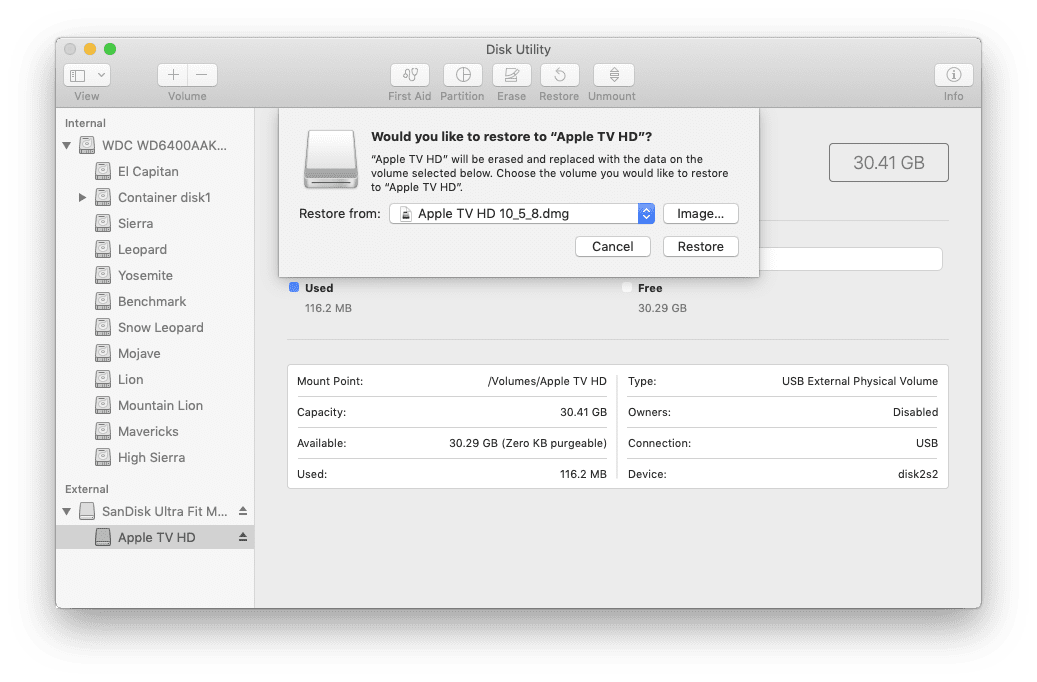 Disk Utility
View
Volume
First Aid
Partition
Erase
Restore
Unmount
Info
Internal
WDC WD6400AAK...
El Capitan
Container disk1
Sierra
Leopard
Yosemite
Benchmark
Snow Leopard
Mojave
Lion
Mountain Lion
Mavericks
High Sierra
External
SanDisk Ultra Fit M...
Apple TV HD
Would you like to restore to “Apple TV HD”?
“Apple TV HD” will be erased and replaced with the data on the
volume selected below. Choose the volume you would like to restore
to “Apple TV HD”.
Restore from: Apple TV HD 10_5_8.dmg Image...
Cancel Restore
30.41 GB
Used
116.2 MB
Free
30.29 GB
Mount Point: /Volumes/Apple TV HD
Capacity: 30.41 GB
Available: 30.29 GB (Zero KB purgeable)
Used: 116.2 MB
Type: USB External Physical Volume
Owners: Disabled
Connection: USB
Device: disk2s2